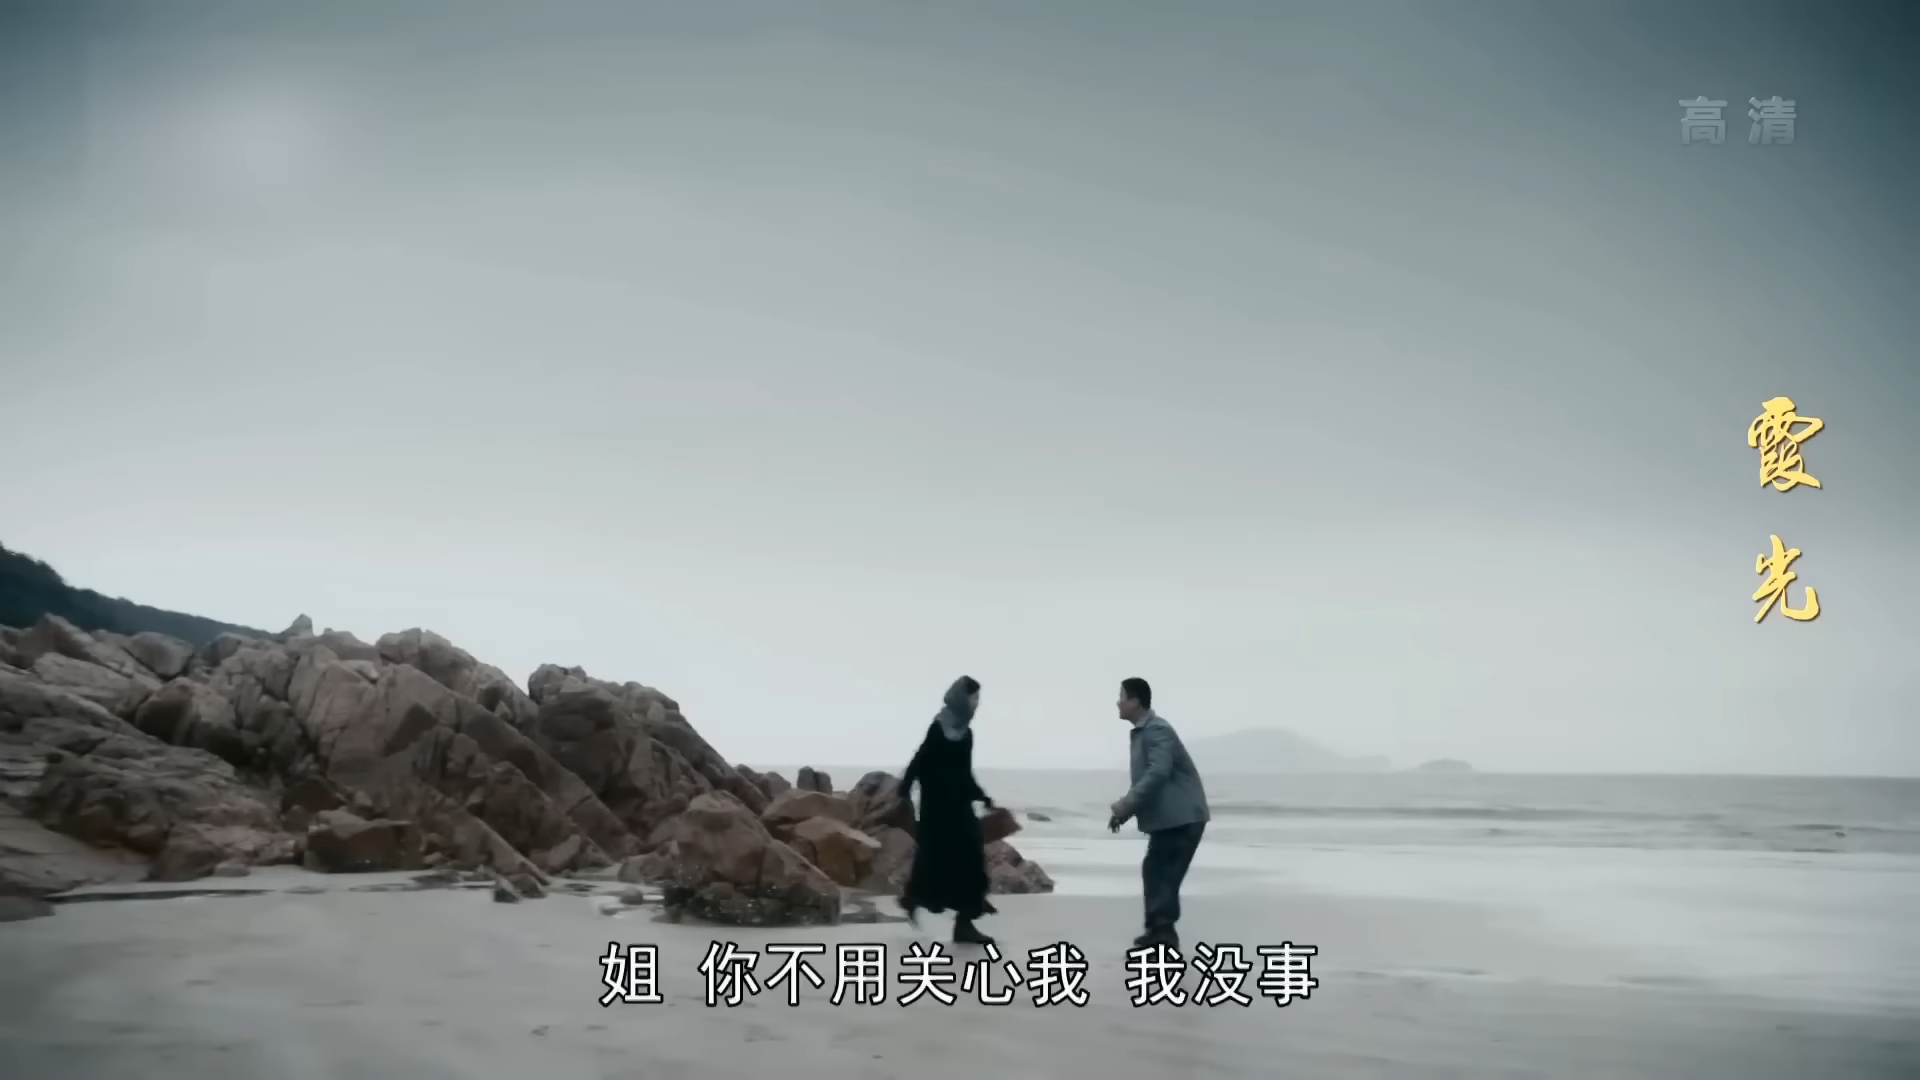 高清
霞光
姐 你不用关心我 我没事